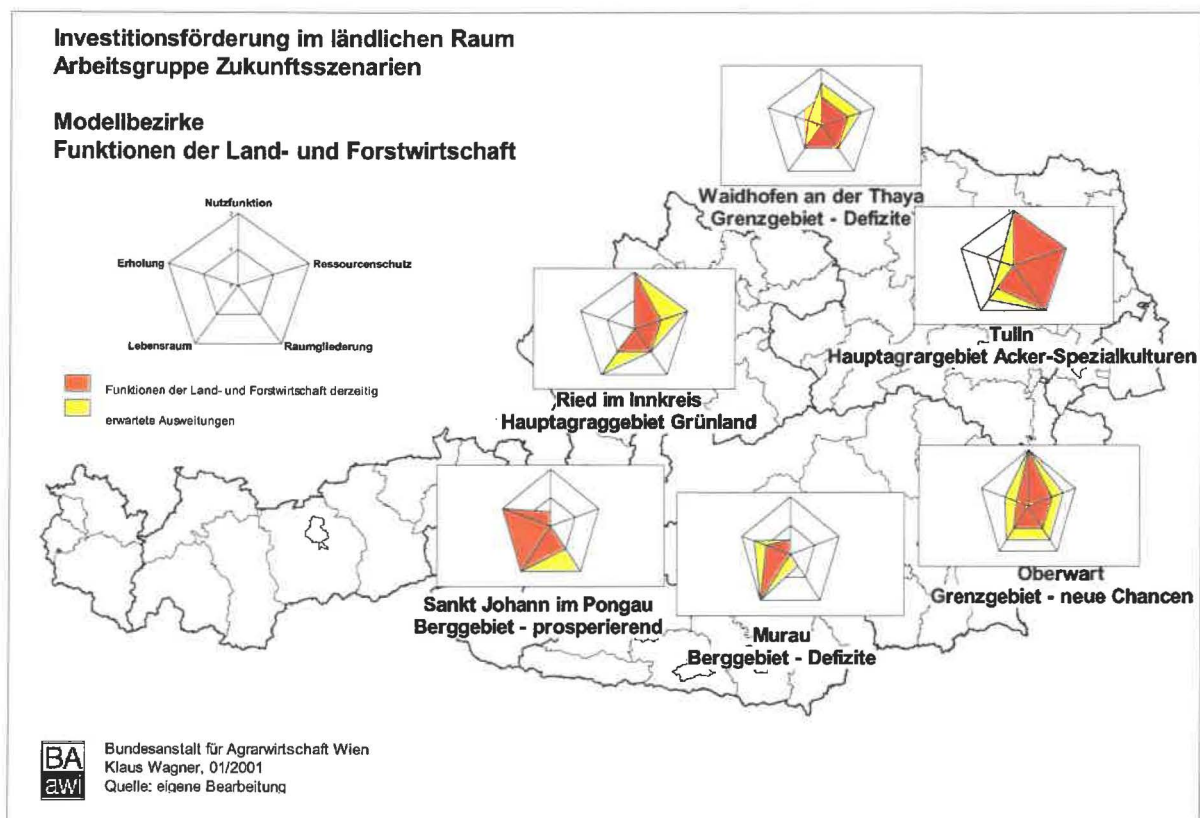 Investitionsförderung im ländlichen Raum
Arbeitsgruppe Zukunftsszenarien
Modellbezirke
Funktionen der Land- und Forstwirtschaft
Nutzfunktion
Erholung
Ressourcenschutz
Lebensraum
Raumgliederung
Funktionen der Land- und Forstwirtschaft derzeitig
erwartete Ausweitungen
Waidhofen an der Thaya
Grenzgebiet - Defizite
Tulln
Hauptagrargebiet Acker-Spezialkulturen
Ried im Innkreis
Hauptagraggebiet Grünland
Oberwart
Grenzgebiet - neue Chancen
Sankt Johann im Pongau
Berggebiet - prosperierend
Murau
Berggebiet - Defizite
BA
awi
Bundesanstalt für Agrarwirtschaft Wien
Klaus Wagner, 01/2001
Quelle: eigene Bearbeitung